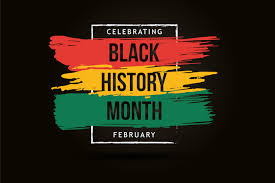 CELEBRATING
BLACK
HISTORY
MONTH
FEBRUARY